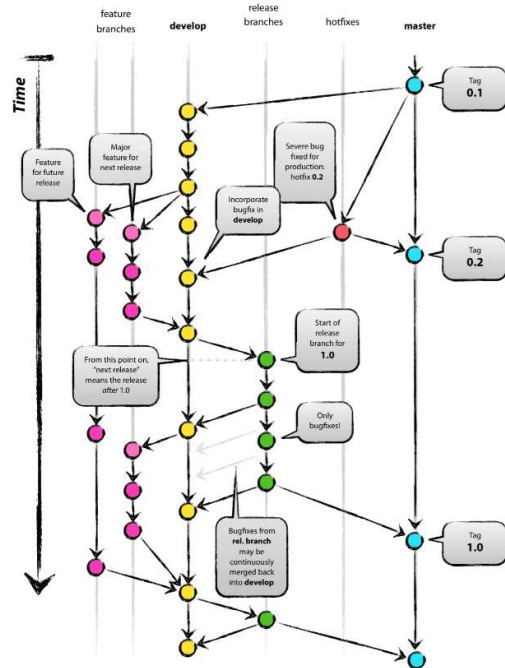 feature
branches
develop
release
branches
hotfixes
master
Time
Tag
0.1
Feature
for future
release
Major
feature for
next release
Severe bug
fixed for
production:
hotfix 0.2
Incorporate
bugfix in
develop
Tag
0.2
Start of
release
branch for
1.0
From this point on,
“next release”
means the release
after 1.0
Only
bugfixes!
Bugfixes from
rel. branch
may be
continuously
merged back
into develop
Tag
1.0